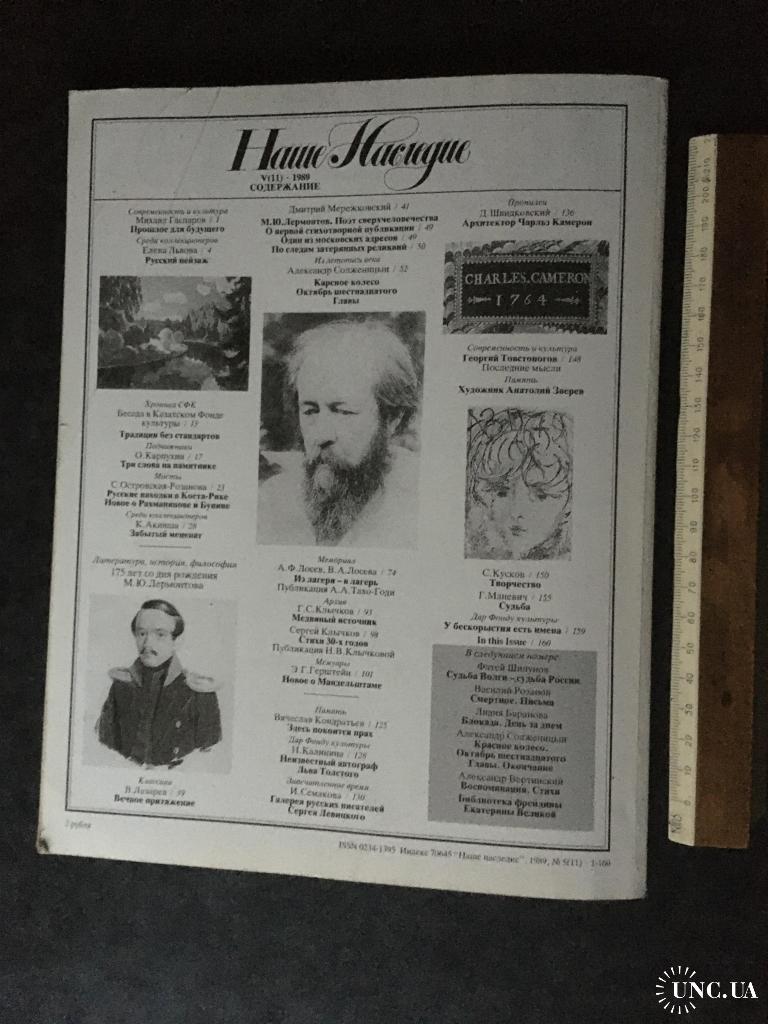 Наше Наследие
V(11) · 1989
СОДЕРЖАНИЕ
Современность и культура
Михаил Гаспаров / 1
Прошлое для будущего
Среди коллекционеров
Елена Львова / 4
Русский пейзаж
Хроника СФК
Беседа в Казахском Фонде
культуры / 15
Традиции без стандартов
Подвижники
О. Карпухин / 17
Три слова на памятнике
Мосты
С. Островская-Розанова / 23
Русские находки в Коста-Рике
Новое о Рахманинове и Бунине
Среди коллекционеров
К. Акинша / 28
Забытый меценат
Литература, история, философия
175 лет со дня рождения
М.Ю. Лермонтова
Классика
В. Лазарев / 39
Вечное притяжение
Дмитрий Мережковский / 41
М.Ю. Лермонтов. Поэт сверхчеловечества
О первой стихотворной публикации / 49
Один из московских адресов / 49
По следам затерянных реликвий / 50
Из летописи века
Александр Солженицын / 52
Красное колесо
Октябрь шестнадцатого
Главы
Мемориал
А.Ф. Лосев, В.А. Лосева / 74
Из лагеря – в лагерь
Публикация А.А. Тахо-Годи
Архив
Г.С. Клычков / 93
Медвяный источник
Сергей Клычков / 98
Стихи 30-х годов
Публикация Н.В. Клычковой
Мемуары
Э.Г. Герштейн / 101
Новое о Мандельштаме
Память
Вячеслав Кондратьев / 125
Здесь покоится прах
Дар Фонду культуры
Н. Калинина / 128
Неизвестный автограф
Льва Толстого
Запечатленное время
И. Семакова / 130
Галерея русских писателей
Сергея Левицкого
Пропилеи
Д. Швидковский / 136
Архитектор Чарльз Камерон
CHARLES.CAMERON
1764
Современность и культура
Георгий Товстоногов / 148
Последние мысли
Память
Художник Анатолий Зверев
С. Кусков / 150
Творчество
Г. Маневич / 155
Судьба
Дар Фонду культуры
У бескорыстия есть имена / 159
In this Issue / 160
В следующем номере:
Фатей Шипунов
Судьба Волги – судьба России
Василий Розанов
Смертное. Письма
Лидия Баранова
Блокада. День за днем
Александр Солженицын
Красное колесо.
Октябрь шестнадцатого
Главы. Окончание
Александр Вертинский
Воспоминания. Стихи
Библиотека фрейлины
Екатерины Великой
2 рубля
ISSN 0234-1395 Индекс 70645 "Наше наследие", 1989, № 5(11) 1-160
UNC.UA